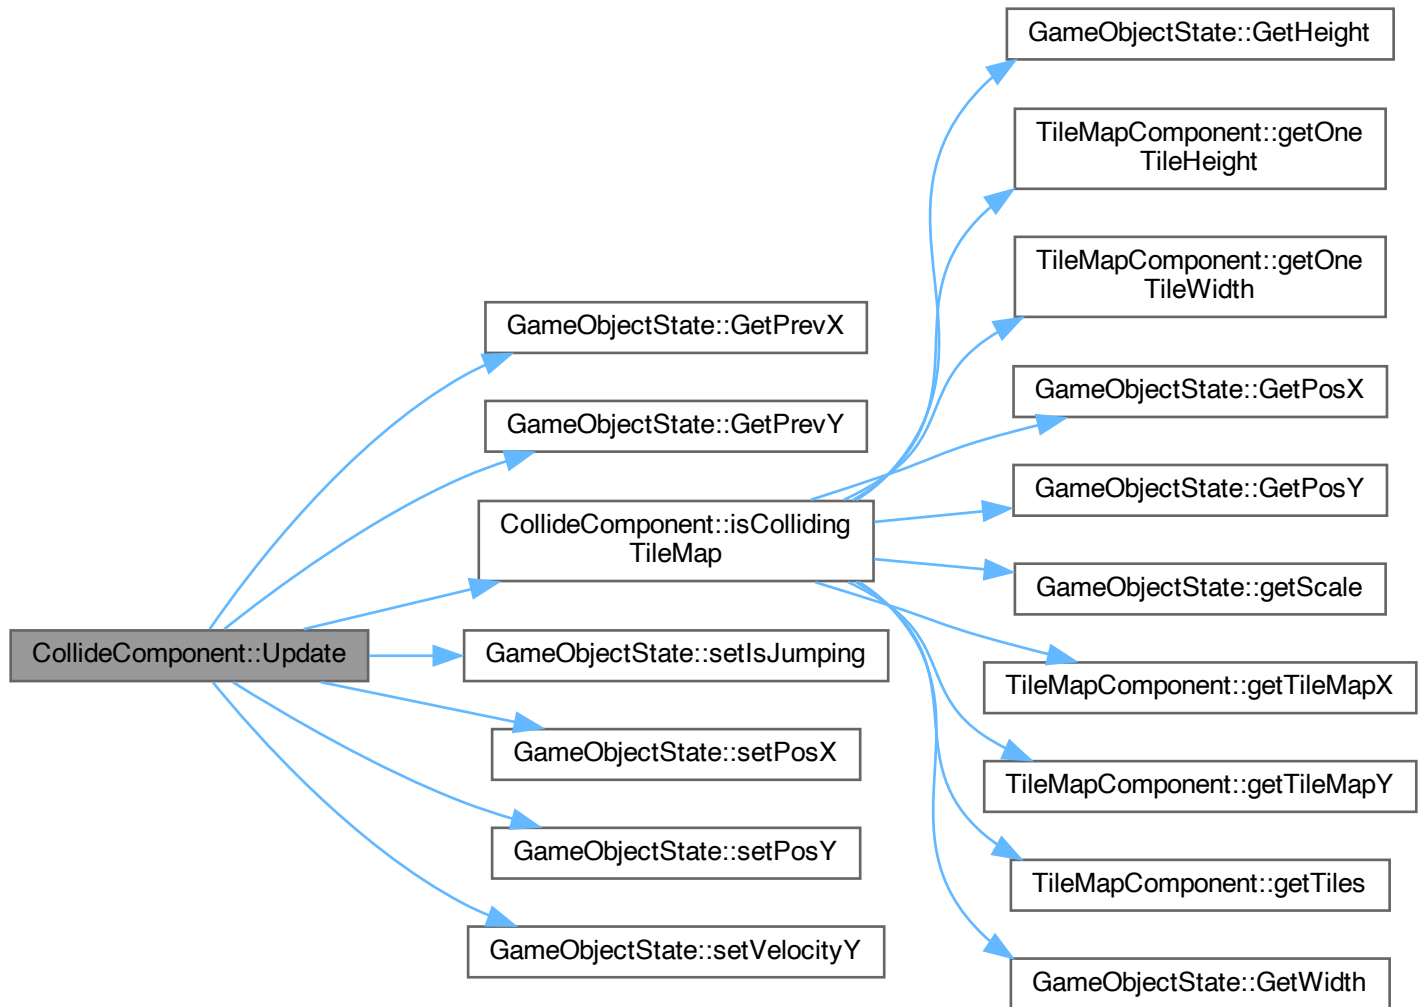 CollideComponent::Update
GameObjectState::GetPrevX
GameObjectState::GetPrevY
CollideComponent::isColliding
TileMap
GameObjectState::setIsJumping
GameObjectState::setPosX
GameObjectState::setPosY
GameObjectState::setVelocityY
GameObjectState::GetHeight
TileMapComponent::getOne
TileHeight
TileMapComponent::getOne
TileWidth
GameObjectState::GetPosX
GameObjectState::GetPosY
GameObjectState::getScale
TileMapComponent::getTileMapX
TileMapComponent::getTileMapY
TileMapComponent::getTiles
GameObjectState::GetWidth